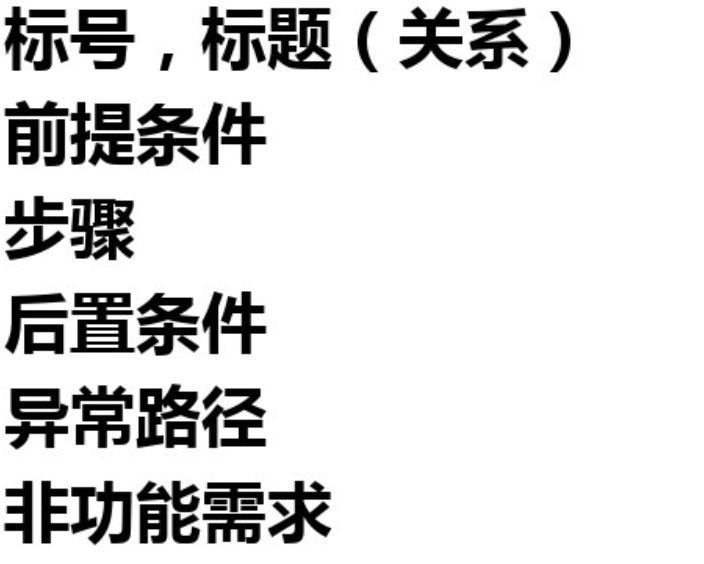 标号，标题（关系）
前提条件
步骤
后置条件
异常路径
非功能需求